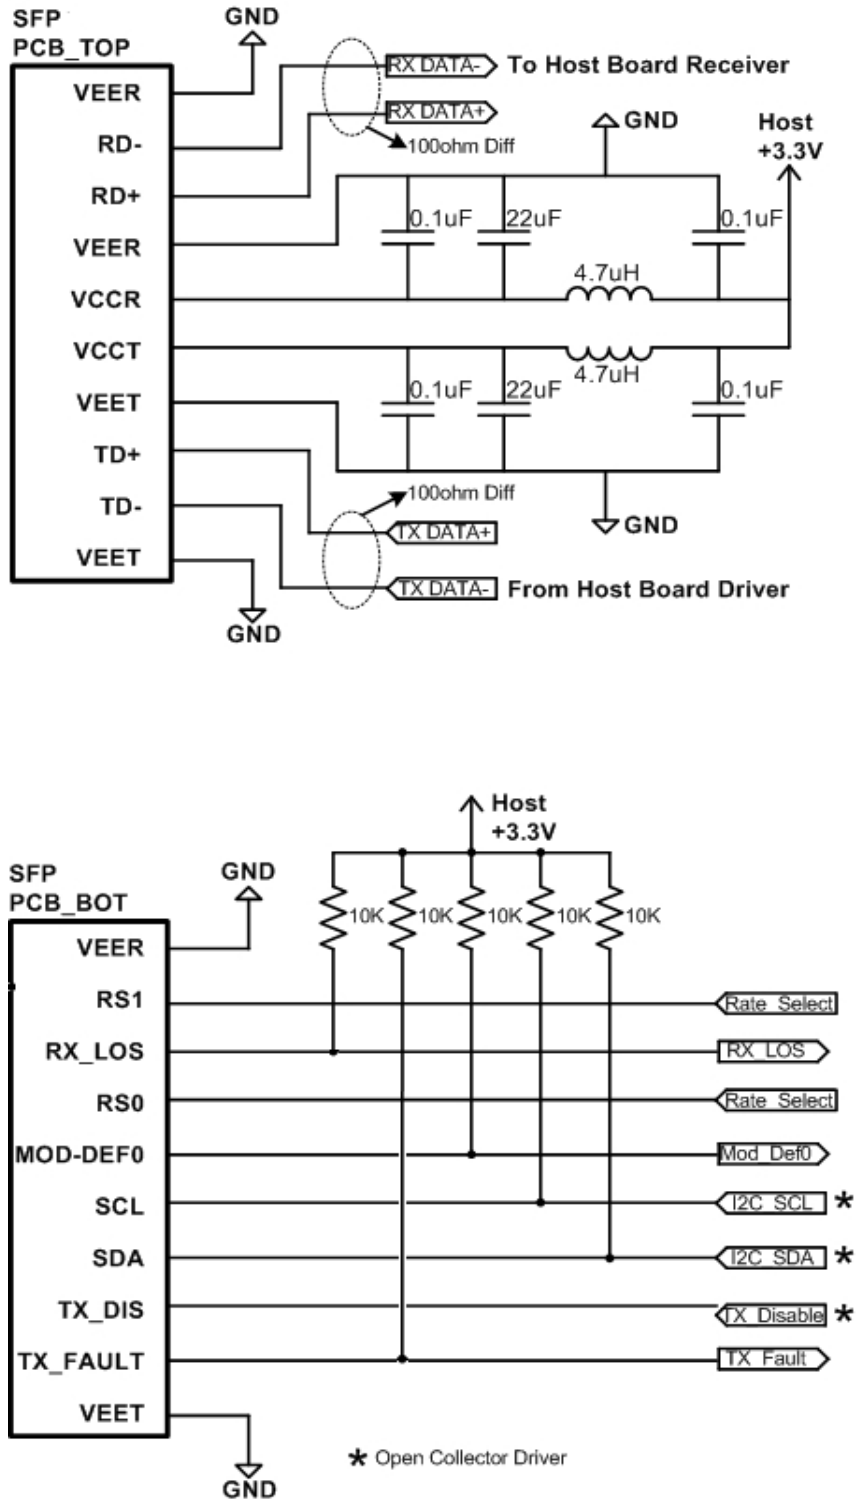 SFP
PCB_TOP
GND
VEER
RD-
RD+
VEER
VCCR
VCCT
VEET
TD+
TD-
VEET
RX DATA-
To Host Board Receiver
RX DATA+
100ohm Diff
GND
Host
+3.3V
0.1uF
22uF
0.1uF
4.7uH
4.7uH
0.1uF
22uF
0.1uF
100ohm Diff
TX DATA+
GND
TX DATA-
From Host Board Driver
GND
Host
+3.3V
SFP
PCB_BOT
GND
10K
10K
10K
10K
10K
VEER
RS1
Rate_Select
RX_LOS
RX_LOS
RS0
Rate_Select
MOD-DEF0
Mod_Def0
SCL
I2C_SCL *
SDA
I2C_SDA *
TX_DIS
TX_Disable *
TX_FAULT
TX_Fault
VEET
* Open Collector Driver
GND